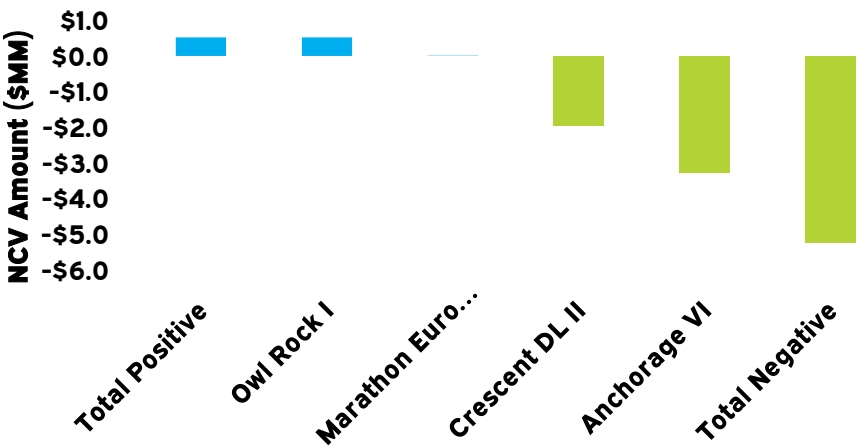 NCV Amount ($MM)
$1.0
$0.0
-$1.0
-$2.0
-$3.0
-$4.0
-$5.0
-$6.0
Total Positive
Owl Rock I
Marathon Euro...
Crescent DL II
Anchorage VI
Total Negative